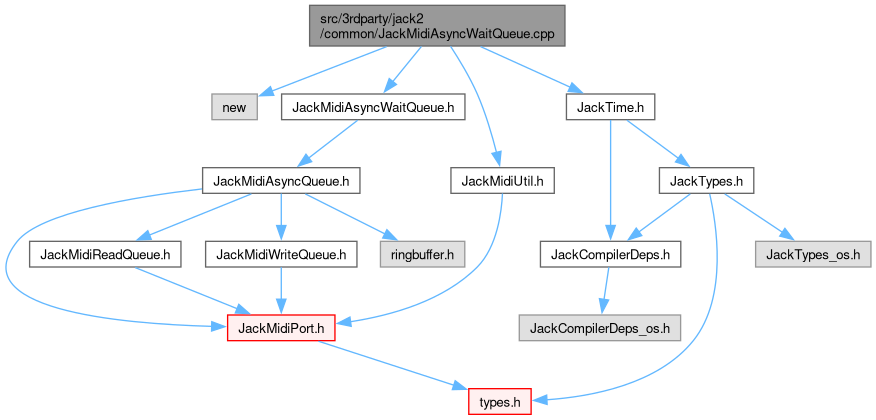 src/3rdparty/jack2
/common/JackMidiAsyncWaitQueue.cpp
new
JackMidiAsyncWaitQueue.h
JackTime.h
JackMidiAsyncQueue.h
JackMidiUtil.h
JackTypes.h
JackMidiReadQueue.h
JackMidiWriteQueue.h
ringbuffer.h
JackCompilerDeps.h
JackTypes_os.h
JackMidiPort.h
JackCompilerDeps_os.h
types.h